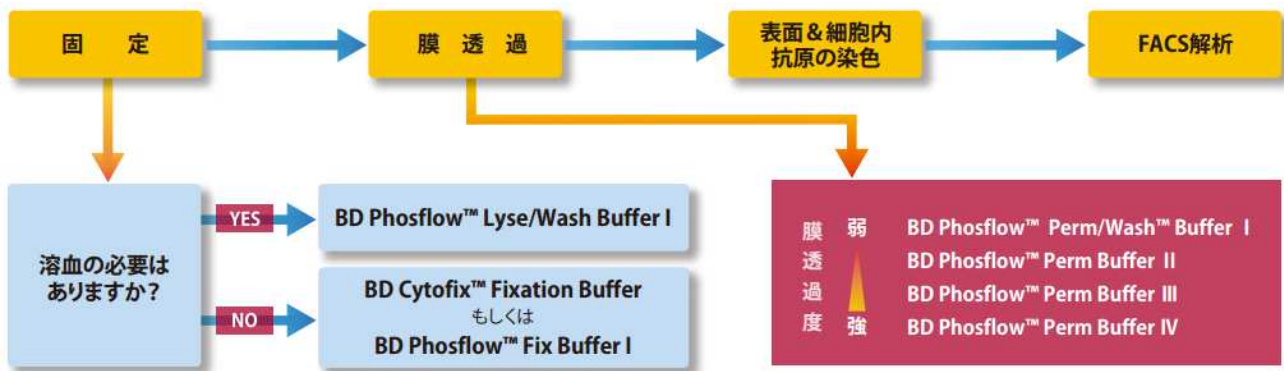 固 定
膜 透 過
表面&細胞内
抗原の染色
FACS解析
溶血の必要は
ありますか?
YES
BD Phosflow™ Lyse/Wash Buffer I
NO
BD Cytofix™ Fixation Buffer
もしくは
BD Phosflow™ Fix Buffer I
膜透過度
弱
強
BD Phosflow™ Perm/Wash™ Buffer I
BD Phosflow™ Perm Buffer II
BD Phosflow™ Perm Buffer III
BD Phosflow™ Perm Buffer IV